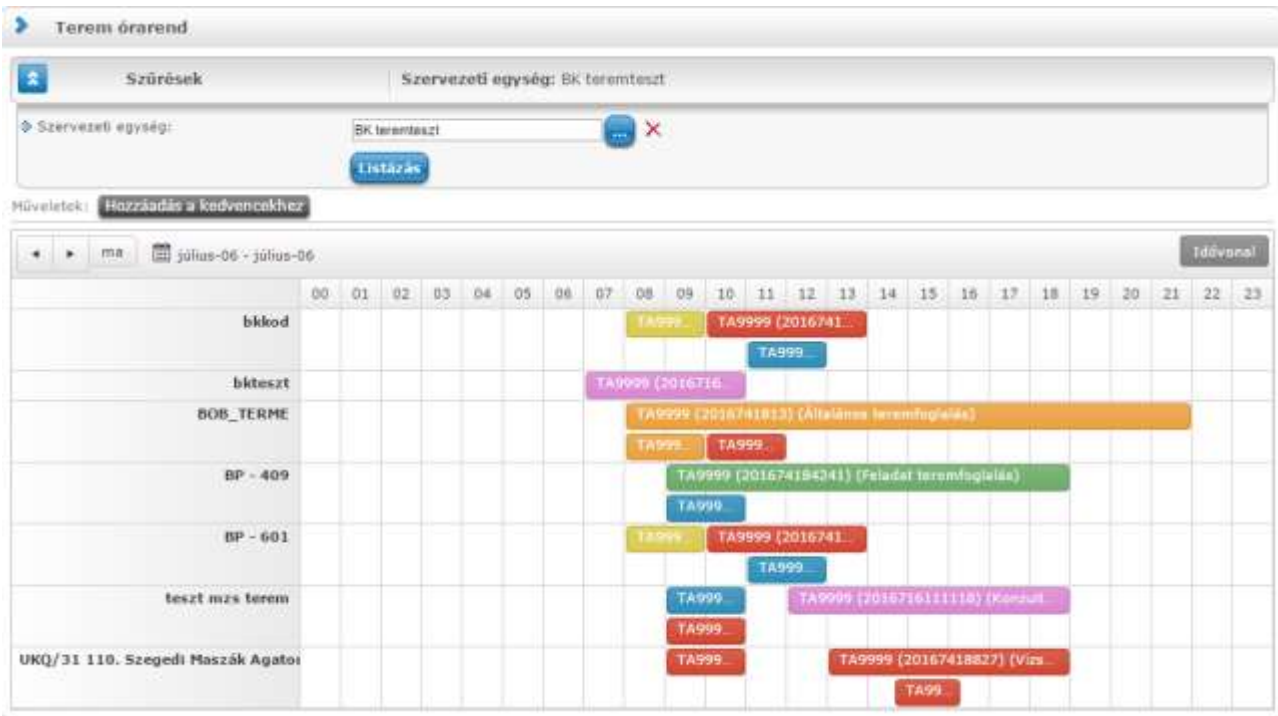 Terem órarend
Szűrések Szervezeti egység: BK teremteszt
Szervezeti egység: BK teremteszt ...
Listázás
Műveletek: Hozzáadás a kedvencekhez
ma július-06 - július-06 Idővonal
00 01 02 03 04 05 06 07 08 09 10 11 12 13 14 15 16 17 18 19 20 21 22 23
bkkod TA999... TA9999 (2016741...
TA999...
bkteszt TA9999 (2016716...
BOB_TERME TA9999 (2016741813) (Általános teremfoglalás)
TA999... TA999...
BP - 409 TA9999 (201674184241) (Feladat teremfoglalás)
TA999...
BP - 601 TA999... TA9999 (2016741...
TA999...
teszt mzs terem TA999... TA9999 (2016716111118) (Konzult...
TA999...
UKQ/31 110. Szegedi Maszák Agato TA999... TA9999 (20167418827) (Vizs...
TA99...